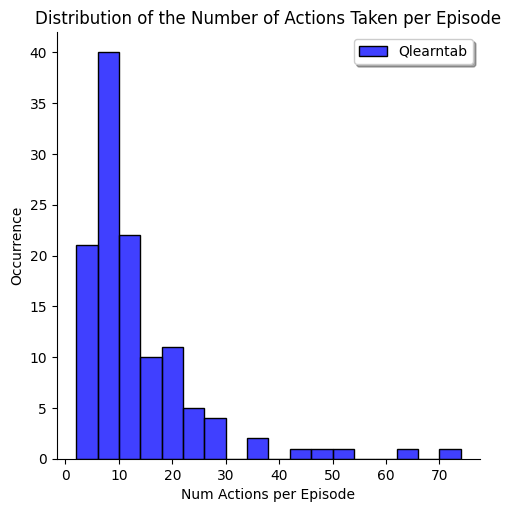 Distribution of the Number of Actions Taken per Episode
Qlearntab
40
35
30
25
20
15
10
5
0
Occurrence
0 10 20 30 40 50 60 70
Num Actions per Episode